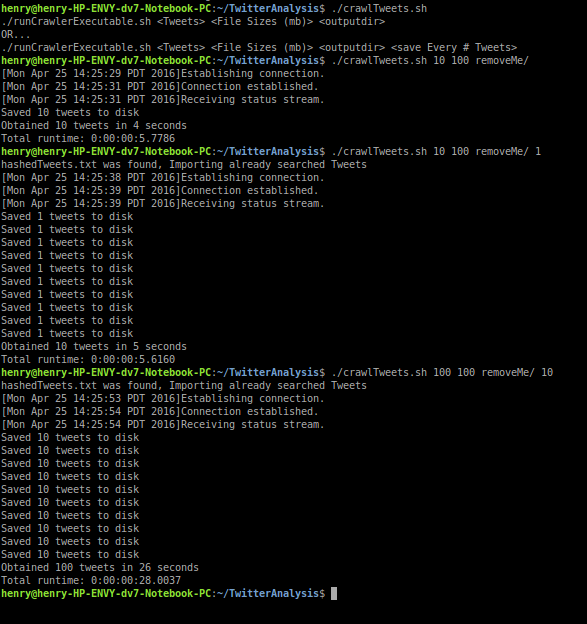 henry@henry-HP-ENVY-dv7-Notebook-PC:~/TwitterAnalysis$ ./crawlTweets.sh
./runCrawlerExecutable.sh <Tweets> <File Sizes (mb)> <outputdir>
OR...
./runCrawlerExecutable.sh <Tweets> <File Sizes (mb)> <outputdir> <save Every # Tweets>
henry@henry-HP-ENVY-dv7-Notebook-PC:~/TwitterAnalysis$ ./crawlTweets.sh 10 100 removeMe/
[Mon Apr 25 14:25:29 PDT 2016]Establishing connection.
[Mon Apr 25 14:25:31 PDT 2016]Connection established.
[Mon Apr 25 14:25:31 PDT 2016]Receiving status stream.
Saved 10 tweets to disk
Obtained 10 tweets in 4 seconds
Total runtime: 0:00:00:5.7786
henry@henry-HP-ENVY-dv7-Notebook-PC:~/TwitterAnalysis$ ./crawlTweets.sh 10 100 removeMe/ 1
hashedTweets.txt was found, Importing already searched Tweets
[Mon Apr 25 14:25:38 PDT 2016]Establishing connection.
[Mon Apr 25 14:25:39 PDT 2016]Connection established.
[Mon Apr 25 14:25:39 PDT 2016]Receiving status stream.
Saved 1 tweets to disk
Saved 1 tweets to disk
Saved 1 tweets to disk
Saved 1 tweets to disk
Saved 1 tweets to disk
Saved 1 tweets to disk
Saved 1 tweets to disk
Saved 1 tweets to disk
Saved 1 tweets to disk
Saved 1 tweets to disk
Obtained 10 tweets in 5 seconds
Total runtime: 0:00:00:5.6160
henry@henry-HP-ENVY-dv7-Notebook-PC:~/TwitterAnalysis$ ./crawlTweets.sh 100 100 removeMe/ 10
hashedTweets.txt was found, Importing already searched Tweets
[Mon Apr 25 14:25:53 PDT 2016]Establishing connection.
[Mon Apr 25 14:25:54 PDT 2016]Connection established.
[Mon Apr 25 14:25:54 PDT 2016]Receiving status stream.
Saved 10 tweets to disk
Saved 10 tweets to disk
Saved 10 tweets to disk
Saved 10 tweets to disk
Saved 10 tweets to disk
Saved 10 tweets to disk
Saved 10 tweets to disk
Saved 10 tweets to disk
Saved 10 tweets to disk
Saved 10 tweets to disk
Obtained 100 tweets in 26 seconds
Total runtime: 0:00:00:28.0037
henry@henry-HP-ENVY-dv7-Notebook-PC:~/TwitterAnalysis$